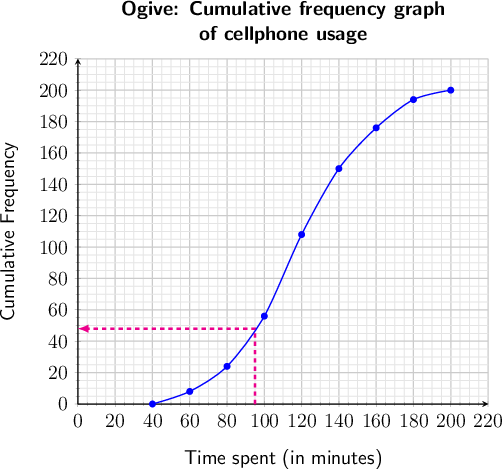 Ogive: Cumulative frequency graph
of cellphone usage
220
200
180
160
140
120
100
80
60
40
20
0
Cumulative Frequency
0 20 40 60 80 100 120 140 160 180 200 220
Time spent (in minutes)